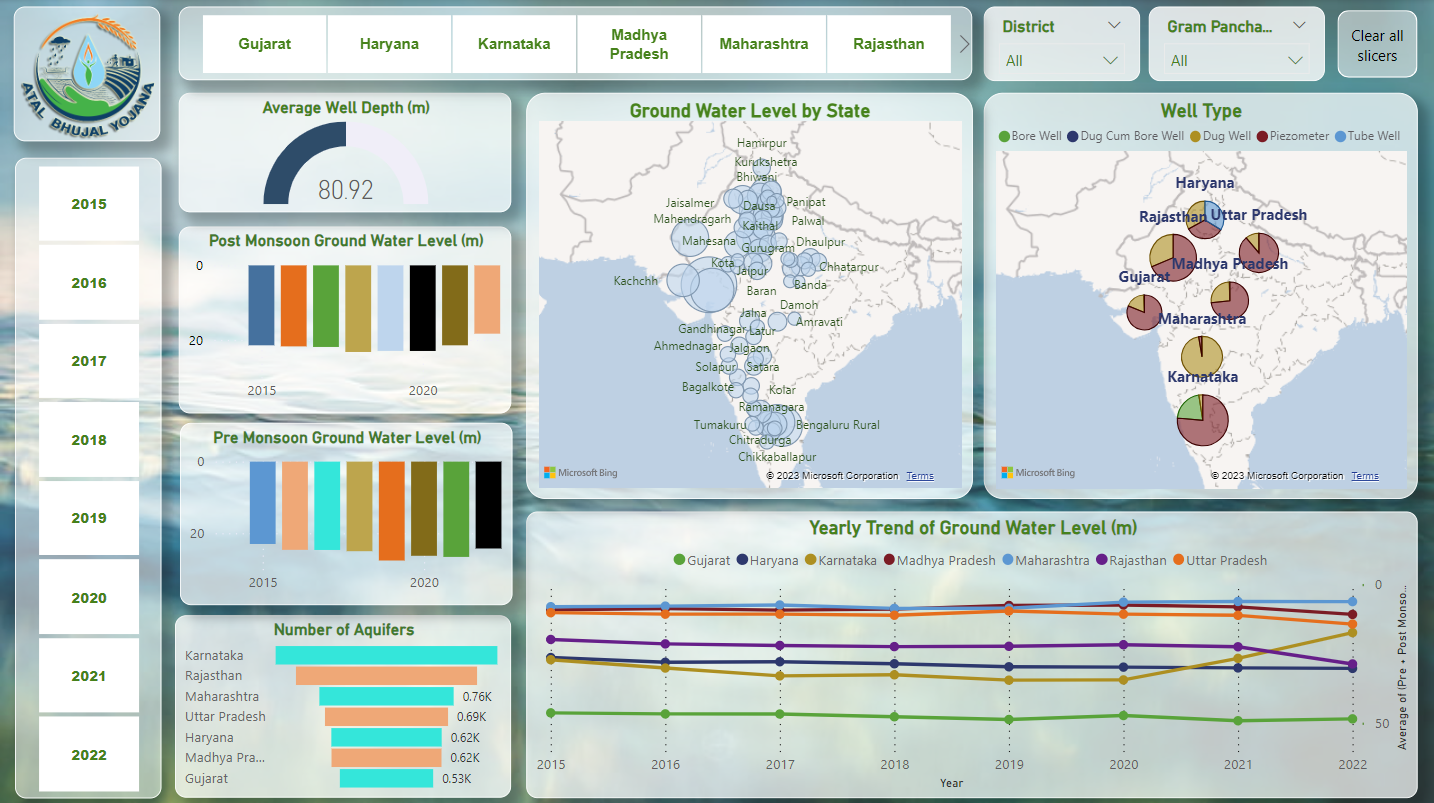 ATAL BHUJAL YOJANA
Gujarat
Haryana
Karnataka
Madhya
Pradesh
Maharashtra
Rajasthan
District
All
Gram Pancha...
All
Clear all
slicers
2015
2016
2017
2018
2019
2020
2021
2022
Average Well Depth (m)
80.92
Post Monsoon Ground Water Level (m)
0
20
2015
2020
Pre Monsoon Ground Water Level (m)
0
20
2015
2020
Number of Aquifers
Karnataka
Rajasthan
Maharashtra 0.76K
Uttar Pradesh 0.69K
Haryana 0.62K
Madhya Pra... 0.62K
Gujarat 0.53K
Ground Water Level by State
Hamirpur
Kurukshetra
Bhiwani
Jaisalmer
Dausa
Panipat
Mahendragarh
Kaithal
Palwal
Mahesana
Gurugram
Dhaulpur
Kota
Jaipur
Chhatarpur
Kachchh
Baran
Banda
Damoh
Jalna
Amravati
Gandhinagar
Latur
Ahmednagar
Jalgaon
Solapur
Satara
Bagalkote
Kolar
Ramanagara
Tumakuru
Bengaluru Rural
Chitradurga
Chikkaballapur
Microsoft Bing
© 2023 Microsoft Corporation Terms
Well Type
Bore Well Dug Cum Bore Well Dug Well Piezometer Tube Well
Haryana
Rajasthan
Uttar Pradesh
Madhya Pradesh
Gujarat
Maharashtra
Karnataka
Microsoft Bing
© 2023 Microsoft Corporation Terms
Yearly Trend of Ground Water Level (m)
Gujarat Haryana Karnataka Madhya Pradesh Maharashtra Rajasthan Uttar Pradesh
0
50
Average of (Pre + Post Monso...
2015 2016 2017 2018 2019 2020 2021 2022
Year